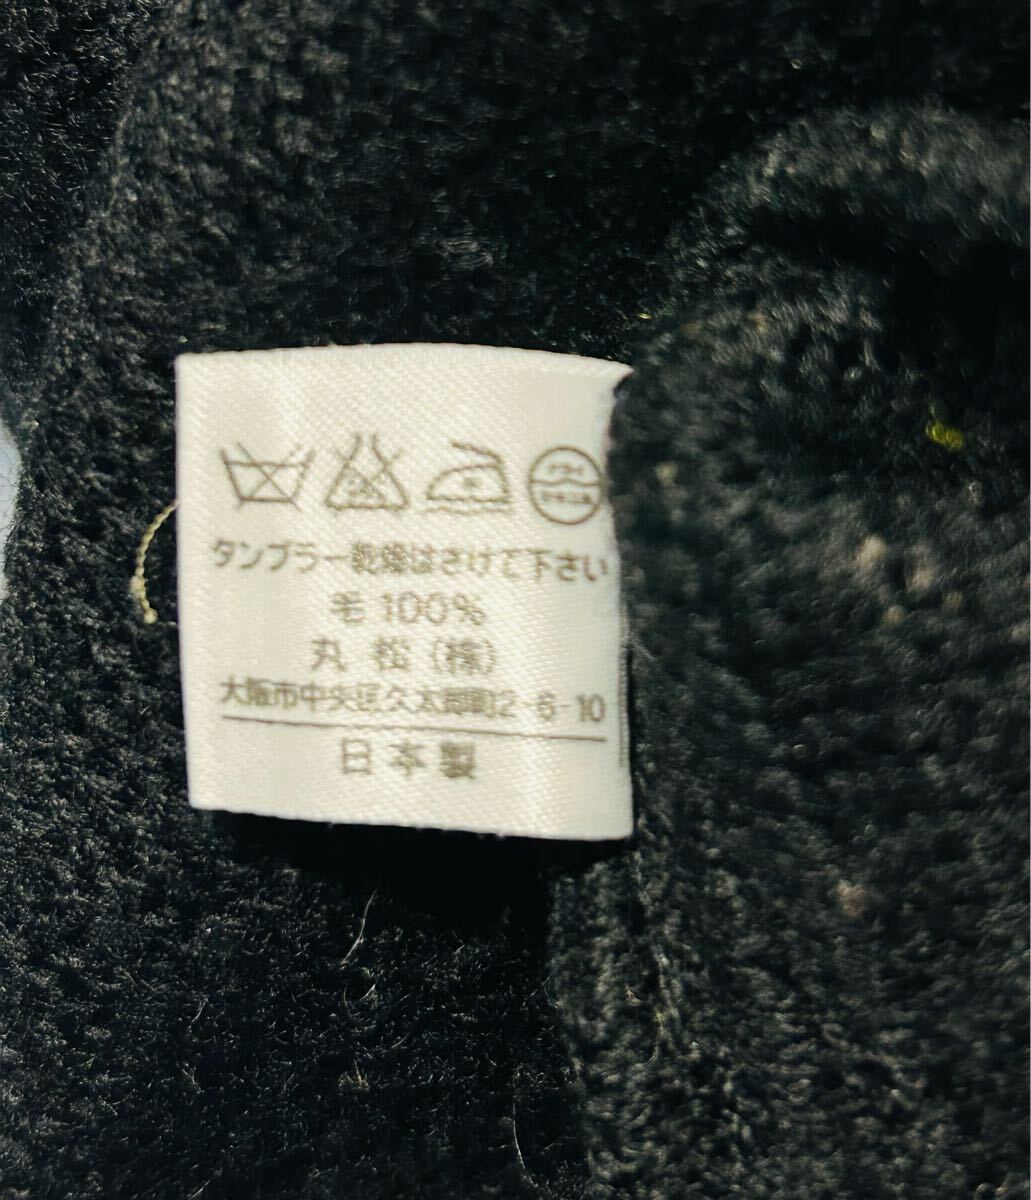 タンブラー乾燥はさけて下さい
毛 100%
丸 松 (株)
大阪市中央区久太郎町2-6-10
日本製